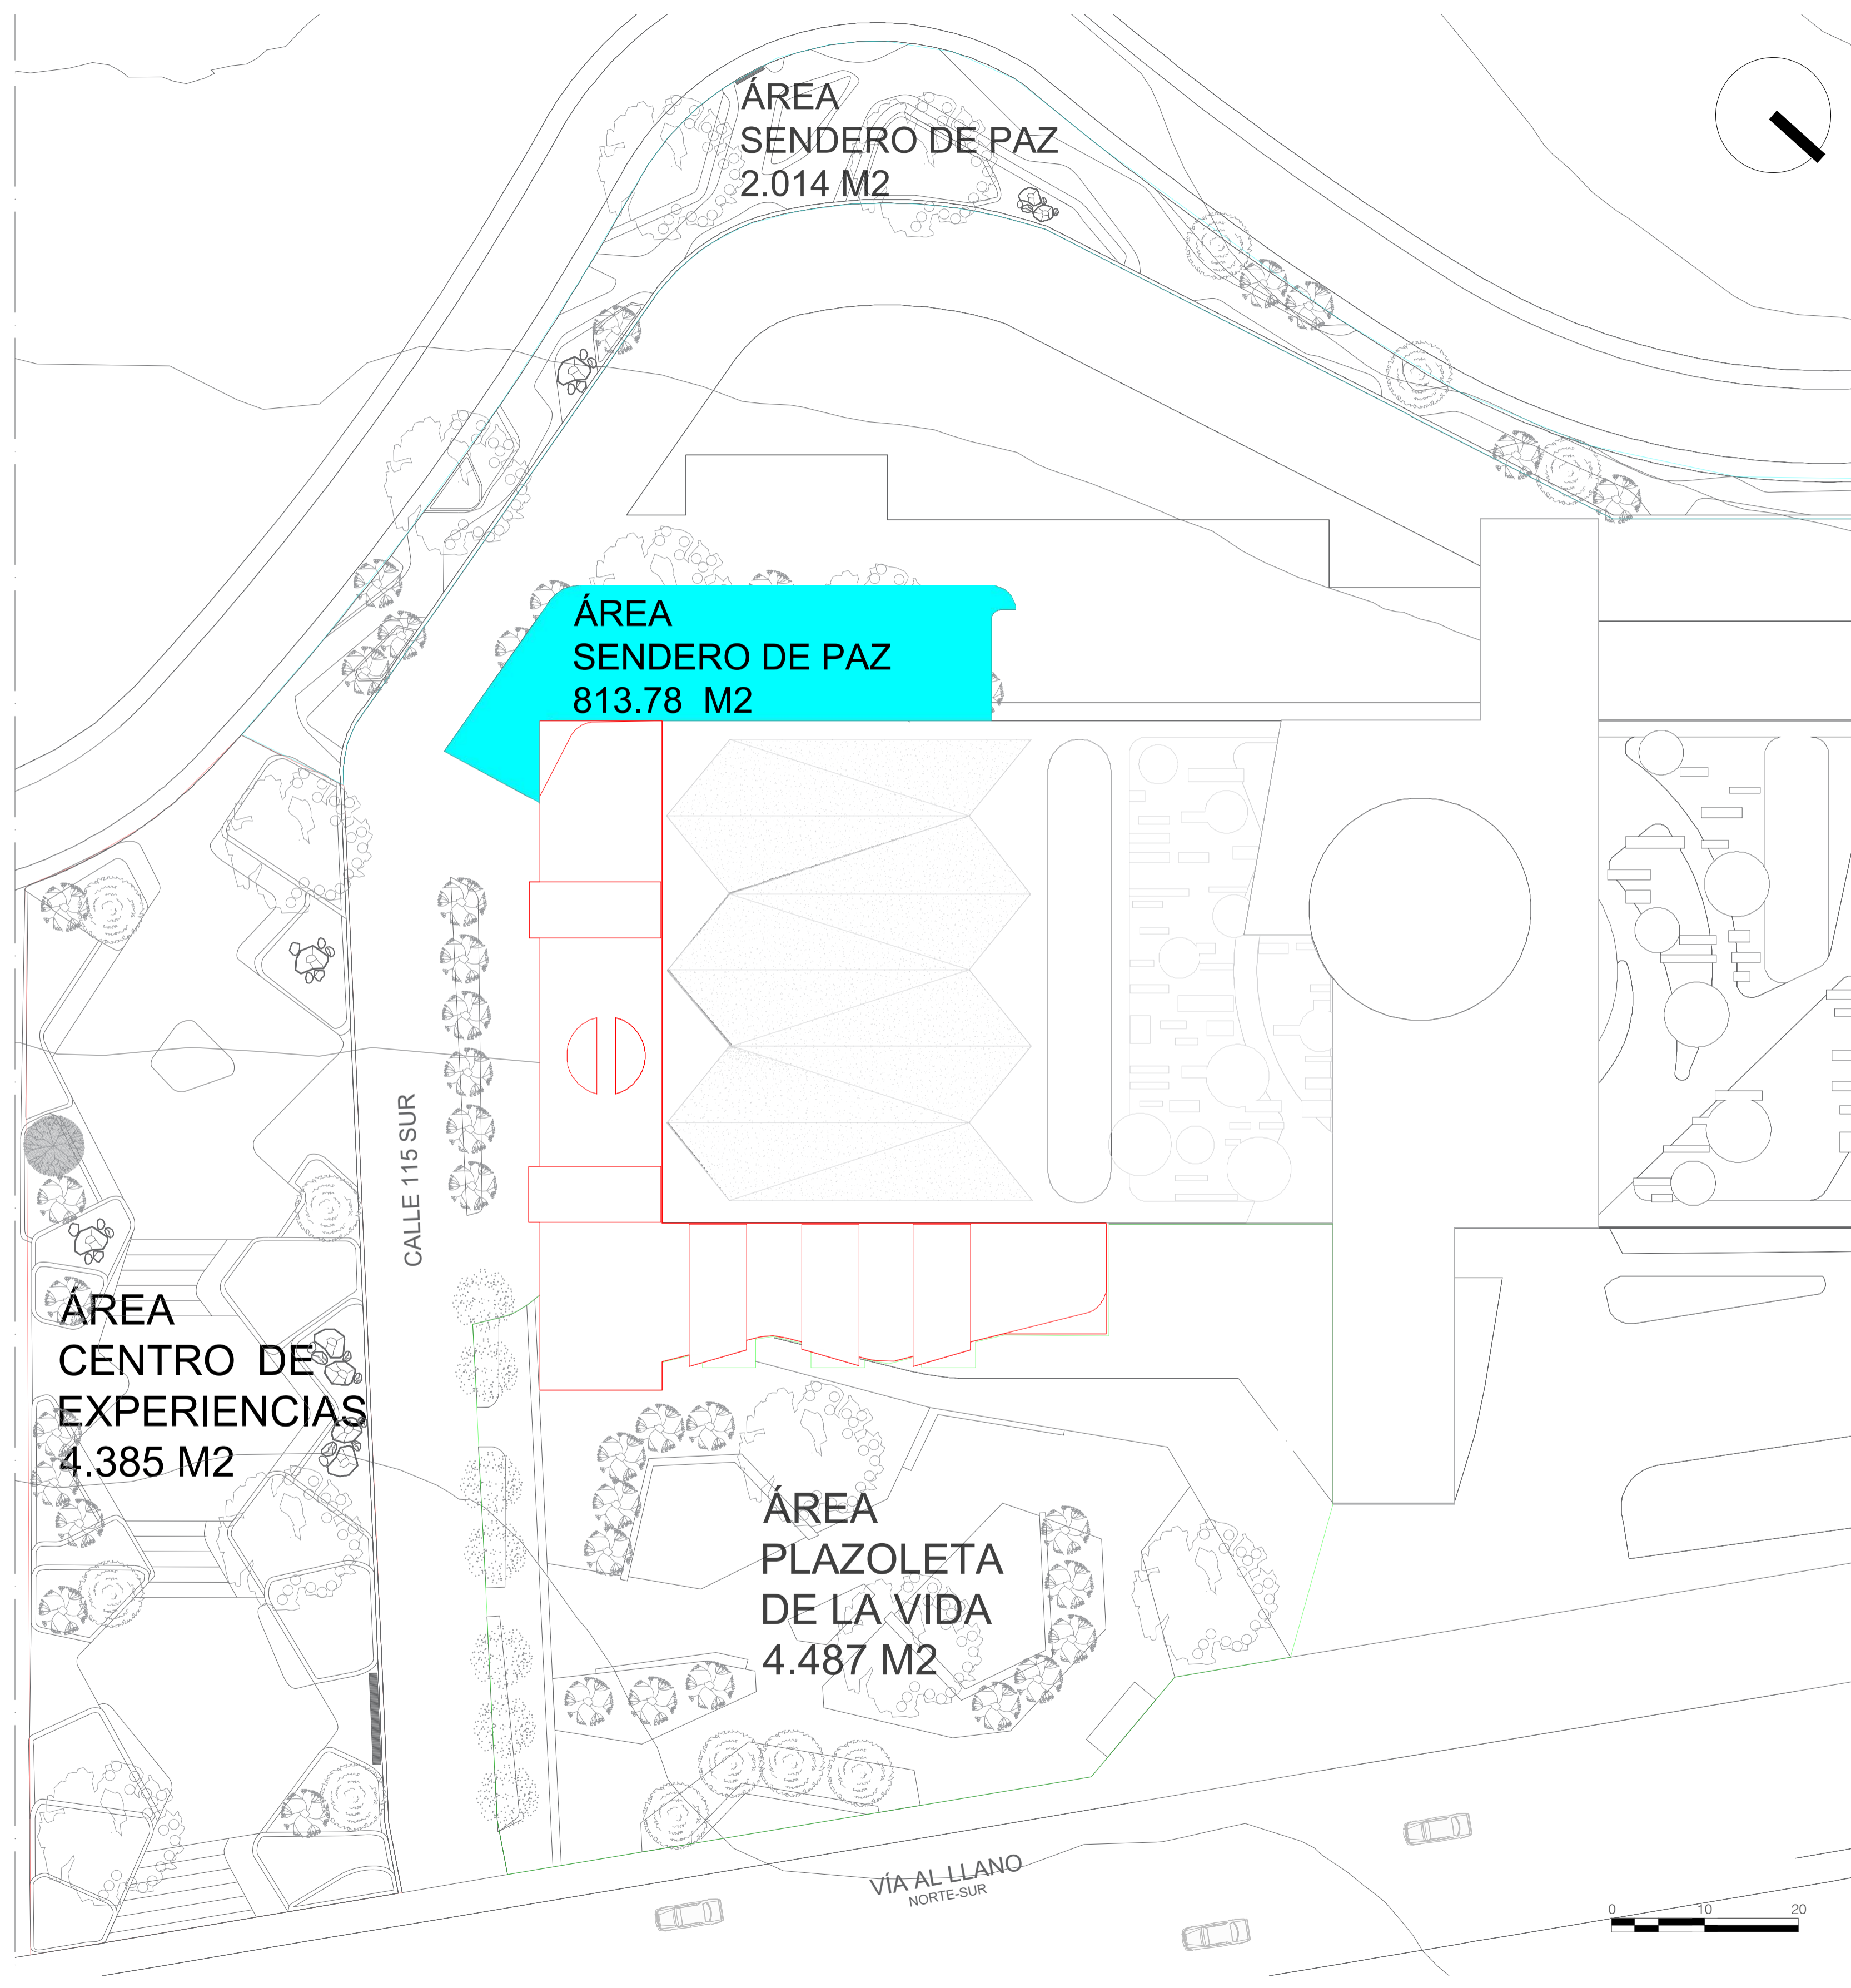 ÁREA
SENDERO DE PAZ
2.014 M2
ÁREA
SENDERO DE PAZ
813.78 M2
CALLE 115 SUR
ÁREA
CENTRO DE
EXPERIENCIAS
4.385 M2
ÁREA
PLAZOLETA
DE LA VIDA
4.487 M2
VÍA AL LLANO
NORTE-SUR
0 10 20